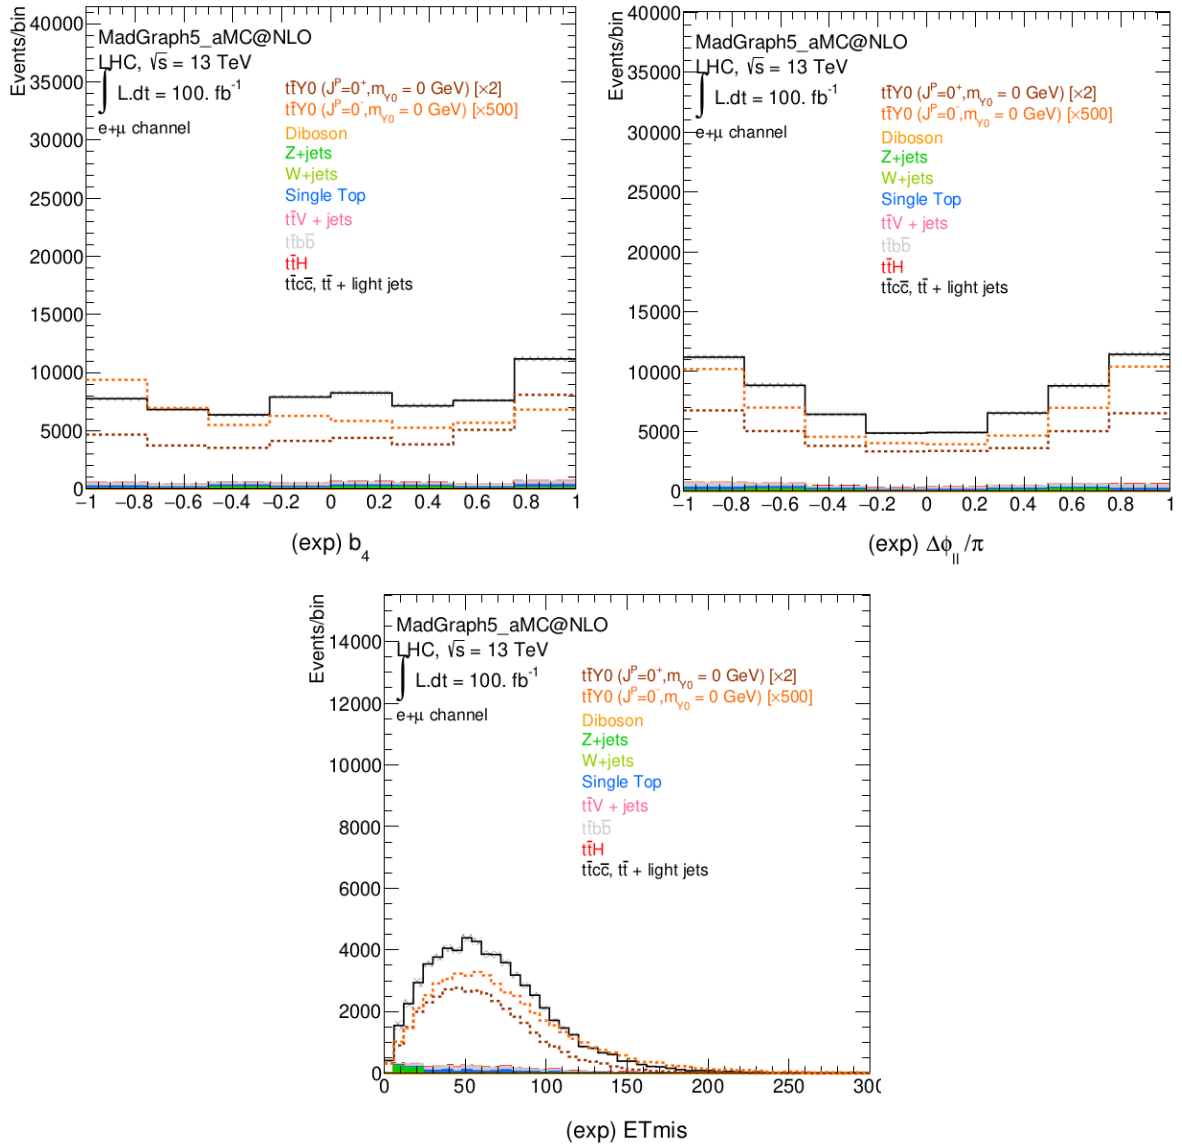 Events/bin
40000
35000
30000
25000
20000
15000
10000
5000
0
MadGraph5_aMC@NLO
LHC, √s = 13 TeV
∫ L.dt = 100. fb⁻¹
e+μ channel
tt̄Y0 (Jᴾ=0⁺,m_Y0 = 0 GeV) [×2]
tt̄Y0 (Jᴾ=0⁻,m_Y0 = 0 GeV) [×500]
Diboson
Z+jets
W+jets
Single Top
tt̄V + jets
tt̄bb̄
tt̄H
tt̄cc̄, tt̄ + light jets
−1 −0.8 −0.6 −0.4 −0.2 0 0.2 0.4 0.6 0.8 1
(exp) b₄
Events/bin
40000
35000
30000
25000
20000
15000
10000
5000
0
MadGraph5_aMC@NLO
LHC, √s = 13 TeV
∫ L.dt = 100. fb⁻¹
e+μ channel
tt̄Y0 (Jᴾ=0⁺,m_Y0 = 0 GeV) [×2]
tt̄Y0 (Jᴾ=0⁻,m_Y0 = 0 GeV) [×500]
Diboson
Z+jets
W+jets
Single Top
tt̄V + jets
tt̄bb̄
tt̄H
tt̄cc̄, tt̄ + light jets
−1 −0.8 −0.6 −0.4 −0.2 0 0.2 0.4 0.6 0.8 1
(exp) Δϕ_ll /π
Events/bin
14000
12000
10000
8000
6000
4000
2000
0
MadGraph5_aMC@NLO
LHC, √s = 13 TeV
∫ L.dt = 100. fb⁻¹
e+μ channel
tt̄Y0 (Jᴾ=0⁺,m_Y0 = 0 GeV) [×2]
tt̄Y0 (Jᴾ=0⁻,m_Y0 = 0 GeV) [×500]
Diboson
Z+jets
W+jets
Single Top
tt̄V + jets
tt̄bb̄
tt̄H
tt̄cc̄, tt̄ + light jets
0 50 100 150 200 250 300
(exp) ETmis